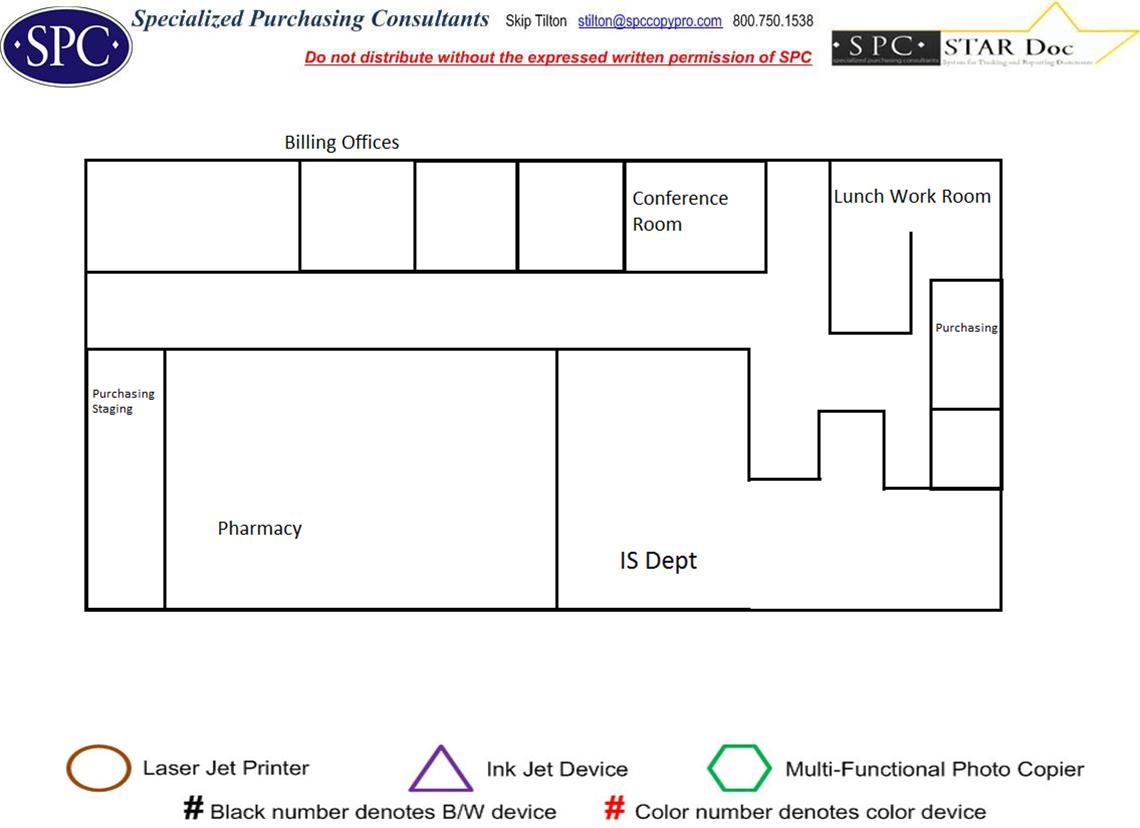 ·SPC· Specialized Purchasing Consultants Skip Tilton stilton@spccopypro.com 800.750.1538
Do not distribute without the expressed written permission of SPC
·SPC· STAR Doc
specialized purchasing consultants System for Tracking and Reporting Documents
Billing Offices
Conference
Room
Lunch Work Room
Purchasing
Purchasing
Staging
Pharmacy
IS Dept
Laser Jet Printer Ink Jet Device Multi-Functional Photo Copier
# Black number denotes B/W device # Color number denotes color device